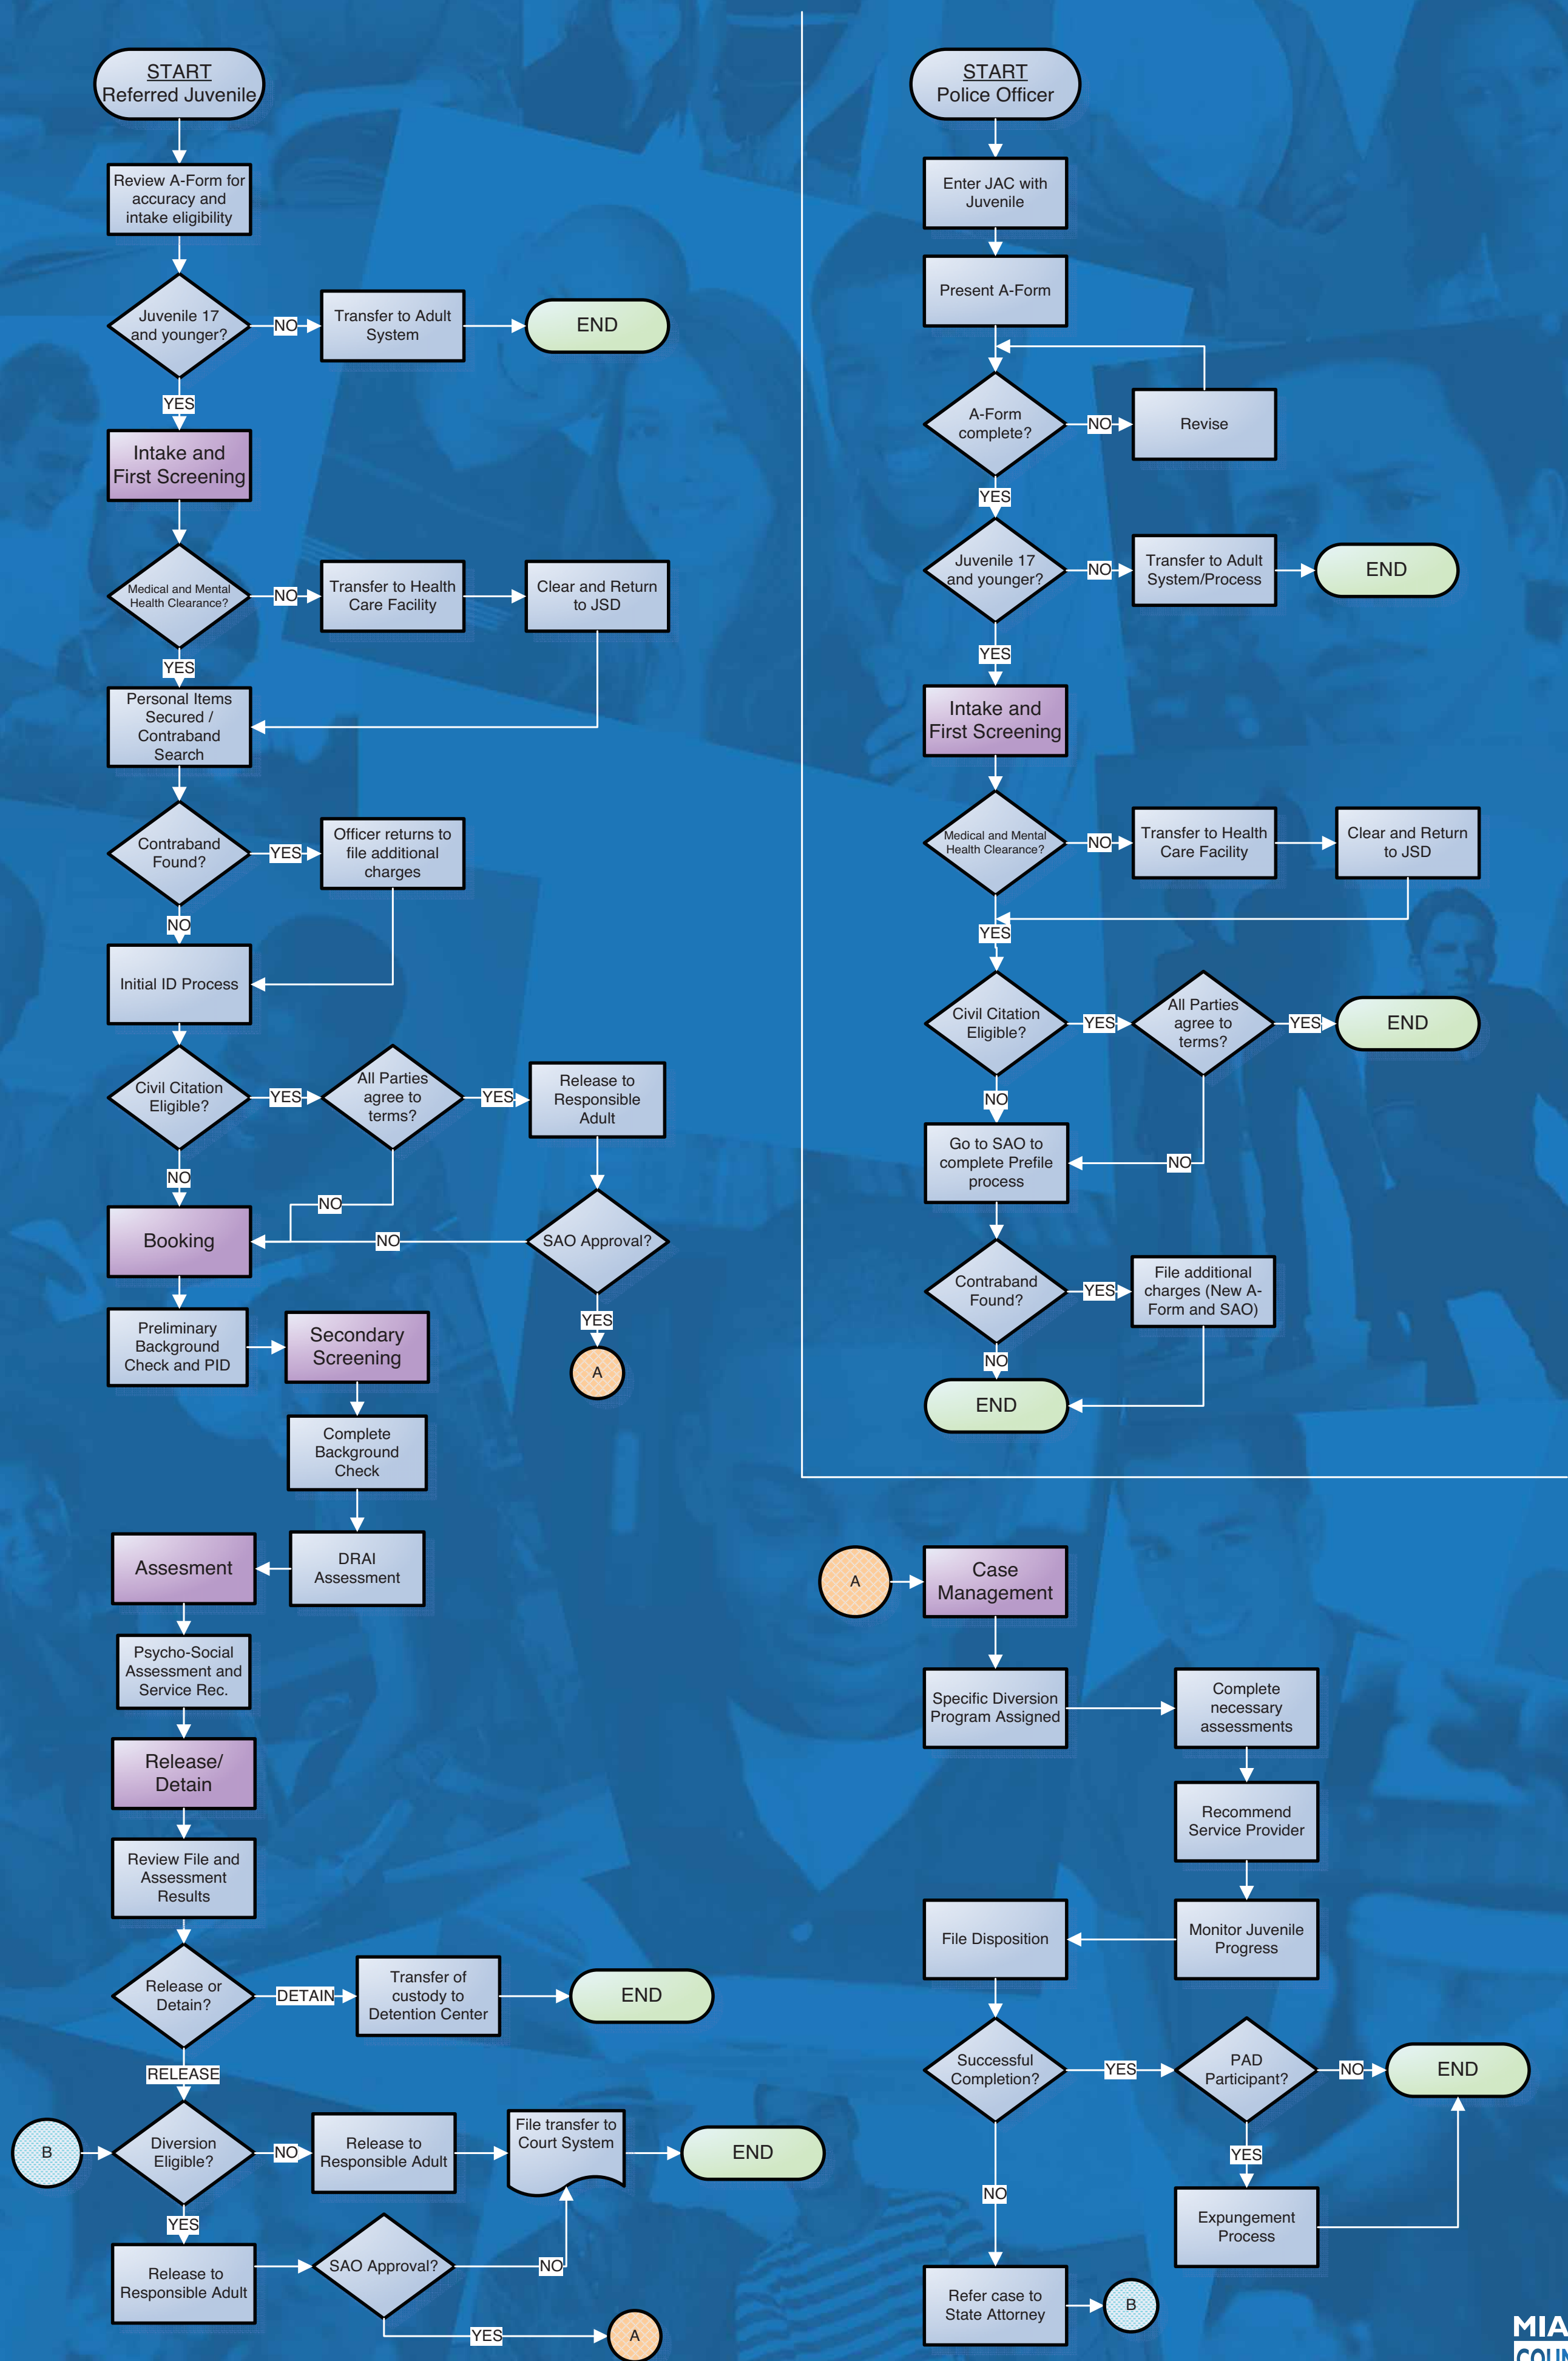 START
Referred Juvenile
Review A-Form for
accuracy and
intake eligibility
Juvenile 17
and younger?
NO
Transfer to Adult
System
END
YES
Intake and
First Screening
Medical and Mental
Health Clearance?
NO
Transfer to Health
Care Facility
Clear and Return
to JSD
YES
Personal Items
Secured /
Contraband
Search
Contraband
Found?
YES
Officer returns to
file additional
charges
NO
Initial ID Process
Civil Citation
Eligible?
YES
All Parties
agree to
terms?
YES
Release to
Responsible
Adult
NO
NO
Booking
NO
SAO Approval?
YES
A
Preliminary
Background
Check and PID
Secondary
Screening
Complete
Background
Check
DRAI
Assessment
Assesment
Psycho-Social
Assessment and
Service Rec.
Release/
Detain
Review File and
Assessment
Results
Release or
Detain?
DETAIN
Transfer of
custody to
Detention Center
END
RELEASE
B
Diversion
Eligible?
NO
Release to
Responsible Adult
File transfer to
Court System
END
YES
Release to
Responsible Adult
SAO Approval?
NO
YES
A
START
Police Officer
Enter JAC with
Juvenile
Present A-Form
A-Form
complete?
NO
Revise
YES
Juvenile 17
and younger?
NO
Transfer to Adult
System/Process
END
YES
Intake and
First Screening
Medical and Mental
Health Clearance?
NO
Transfer to Health
Care Facility
Clear and Return
to JSD
YES
Civil Citation
Eligible?
YES
All Parties
agree to
terms?
YES
END
NO
Go to SAO to
complete Prefile
process
NO
Contraband
Found?
YES
File additional
charges (New A-
Form and SAO)
NO
END
A
Case
Management
Specific Diversion
Program Assigned
Complete
necessary
assessments
Recommend
Service Provider
Monitor Juvenile
Progress
File Disposition
Successful
Completion?
YES
PAD
Participant?
NO
END
YES
Expungement
Process
NO
Refer case to
State Attorney
B
MIA
COUN